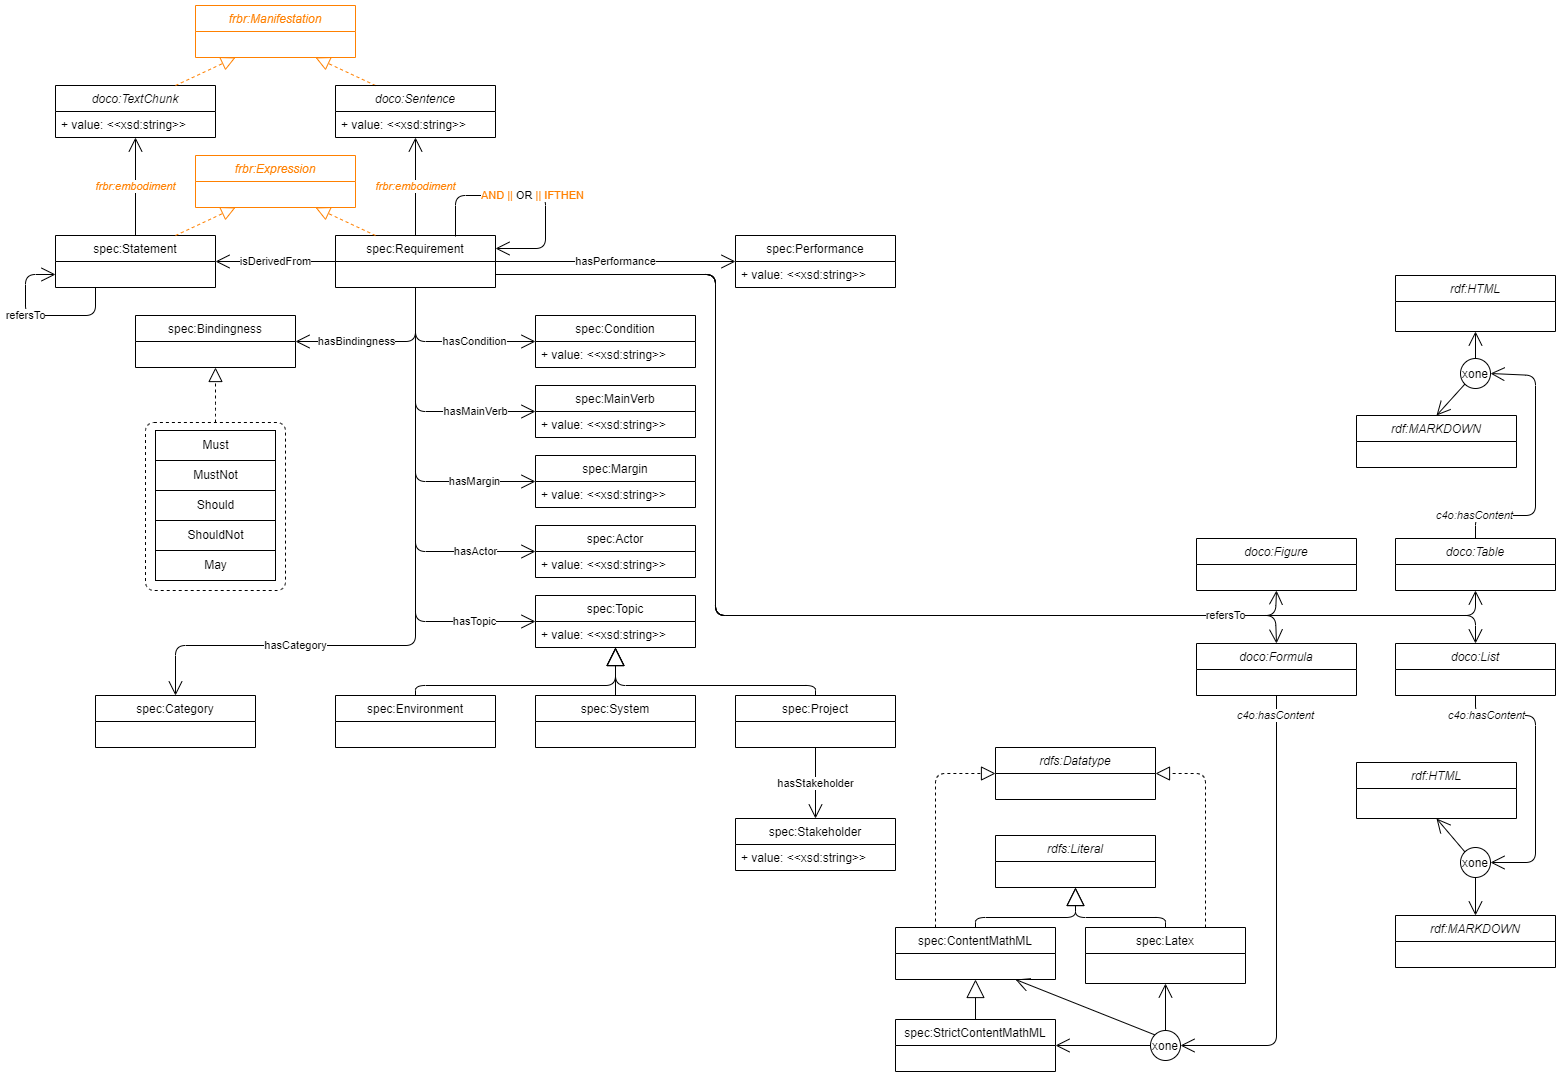 frbr:Manifestation
doco:TextChunk
+ value: <<xsd:string>>
doco:Sentence
+ value: <<xsd:string>>
frbr:embodiment
frbr:Expression
frbr:embodiment
AND || OR || IFTHEN
spec:Statement
isDerivedFrom
spec:Requirement
hasPerformance
spec:Performance
+ value: <<xsd:string>>
refersTo
spec:Bindingness
hasBindingness
hasCondition
spec:Condition
+ value: <<xsd:string>>
hasMainVerb
spec:MainVerb
+ value: <<xsd:string>>
Must
MustNot
Should
ShouldNot
May
hasMargin
spec:Margin
+ value: <<xsd:string>>
hasActor
spec:Actor
+ value: <<xsd:string>>
hasTopic
spec:Topic
+ value: <<xsd:string>>
hasCategory
spec:Category
spec:Environment
spec:System
spec:Project
hasStakeholder
spec:Stakeholder
+ value: <<xsd:string>>
rdf:HTML
xone
rdf:MARKDOWN
c4o:hasContent
doco:Figure
doco:Table
refersTo
doco:Formula
doco:List
c4o:hasContent
c4o:hasContent
rdf:HTML
xone
rdf:MARKDOWN
rdfs:Datatype
rdfs:Literal
spec:ContentMathML
spec:Latex
spec:StrictContentMathML
xone